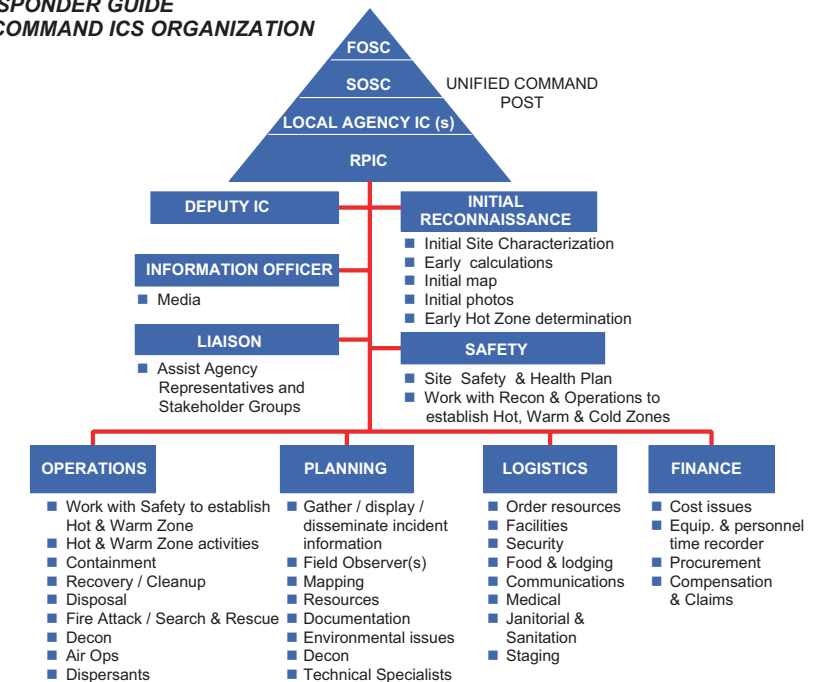 SPONDER GUIDE
COMMAND ICS ORGANIZATION
FOSC
SOSC
LOCAL AGENCY IC (s)
RPIC
UNIFIED COMMAND
POST
DEPUTY IC
INITIAL
RECONNAISSANCE
Initial Site Characterization
Early calculations
Initial map
Initial photos
Early Hot Zone determination
INFORMATION OFFICER
Media
LIAISON
Assist Agency
Representatives and
Stakeholder Groups
SAFETY
Site Safety & Health Plan
Work with Recon & Operations to
establish Hot, Warm & Cold Zones
OPERATIONS
Work with Safety to establish
Hot & Warm Zone
Hot & Warm Zone activities
Containment
Recovery / Cleanup
Disposal
Fire Attack / Search & Rescue
Decon
Air Ops
Dispersants
PLANNING
Gather / display /
disseminate incident
information
Field Observer(s)
Mapping
Resources
Documentation
Environmental issues
Decon
Technical Specialists
LOGISTICS
Order resources
Facilities
Security
Food & lodging
Communications
Medical
Janitorial &
Sanitation
Staging
FINANCE
Cost issues
Equip. & personnel
time recorder
Procurement
Compensation
& Claims